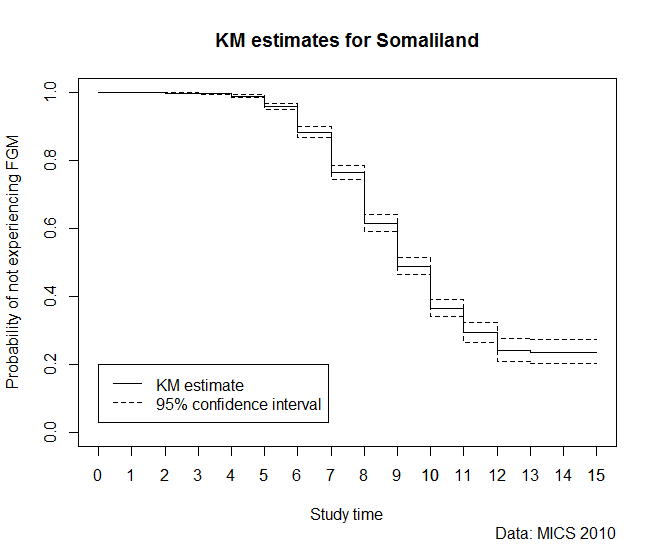 KM estimates for Somaliland
Probability of not experiencing FGM
1.0
0.8
0.6
0.4
0.2
0.0
KM estimate
95% confidence interval
0 1 2 3 4 5 6 7 8 9 10 11 12 13 14 15
Study time
Data: MICS 2010